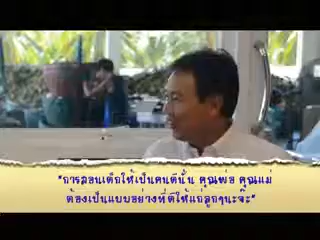 "การสอนเด็กให้เป็นคนดีนั้น คุณพ่อ คุณแม่
ต้องเป็นแบบอย่างที่ดีให้แก่ลูกๆนะจ๊ะ"